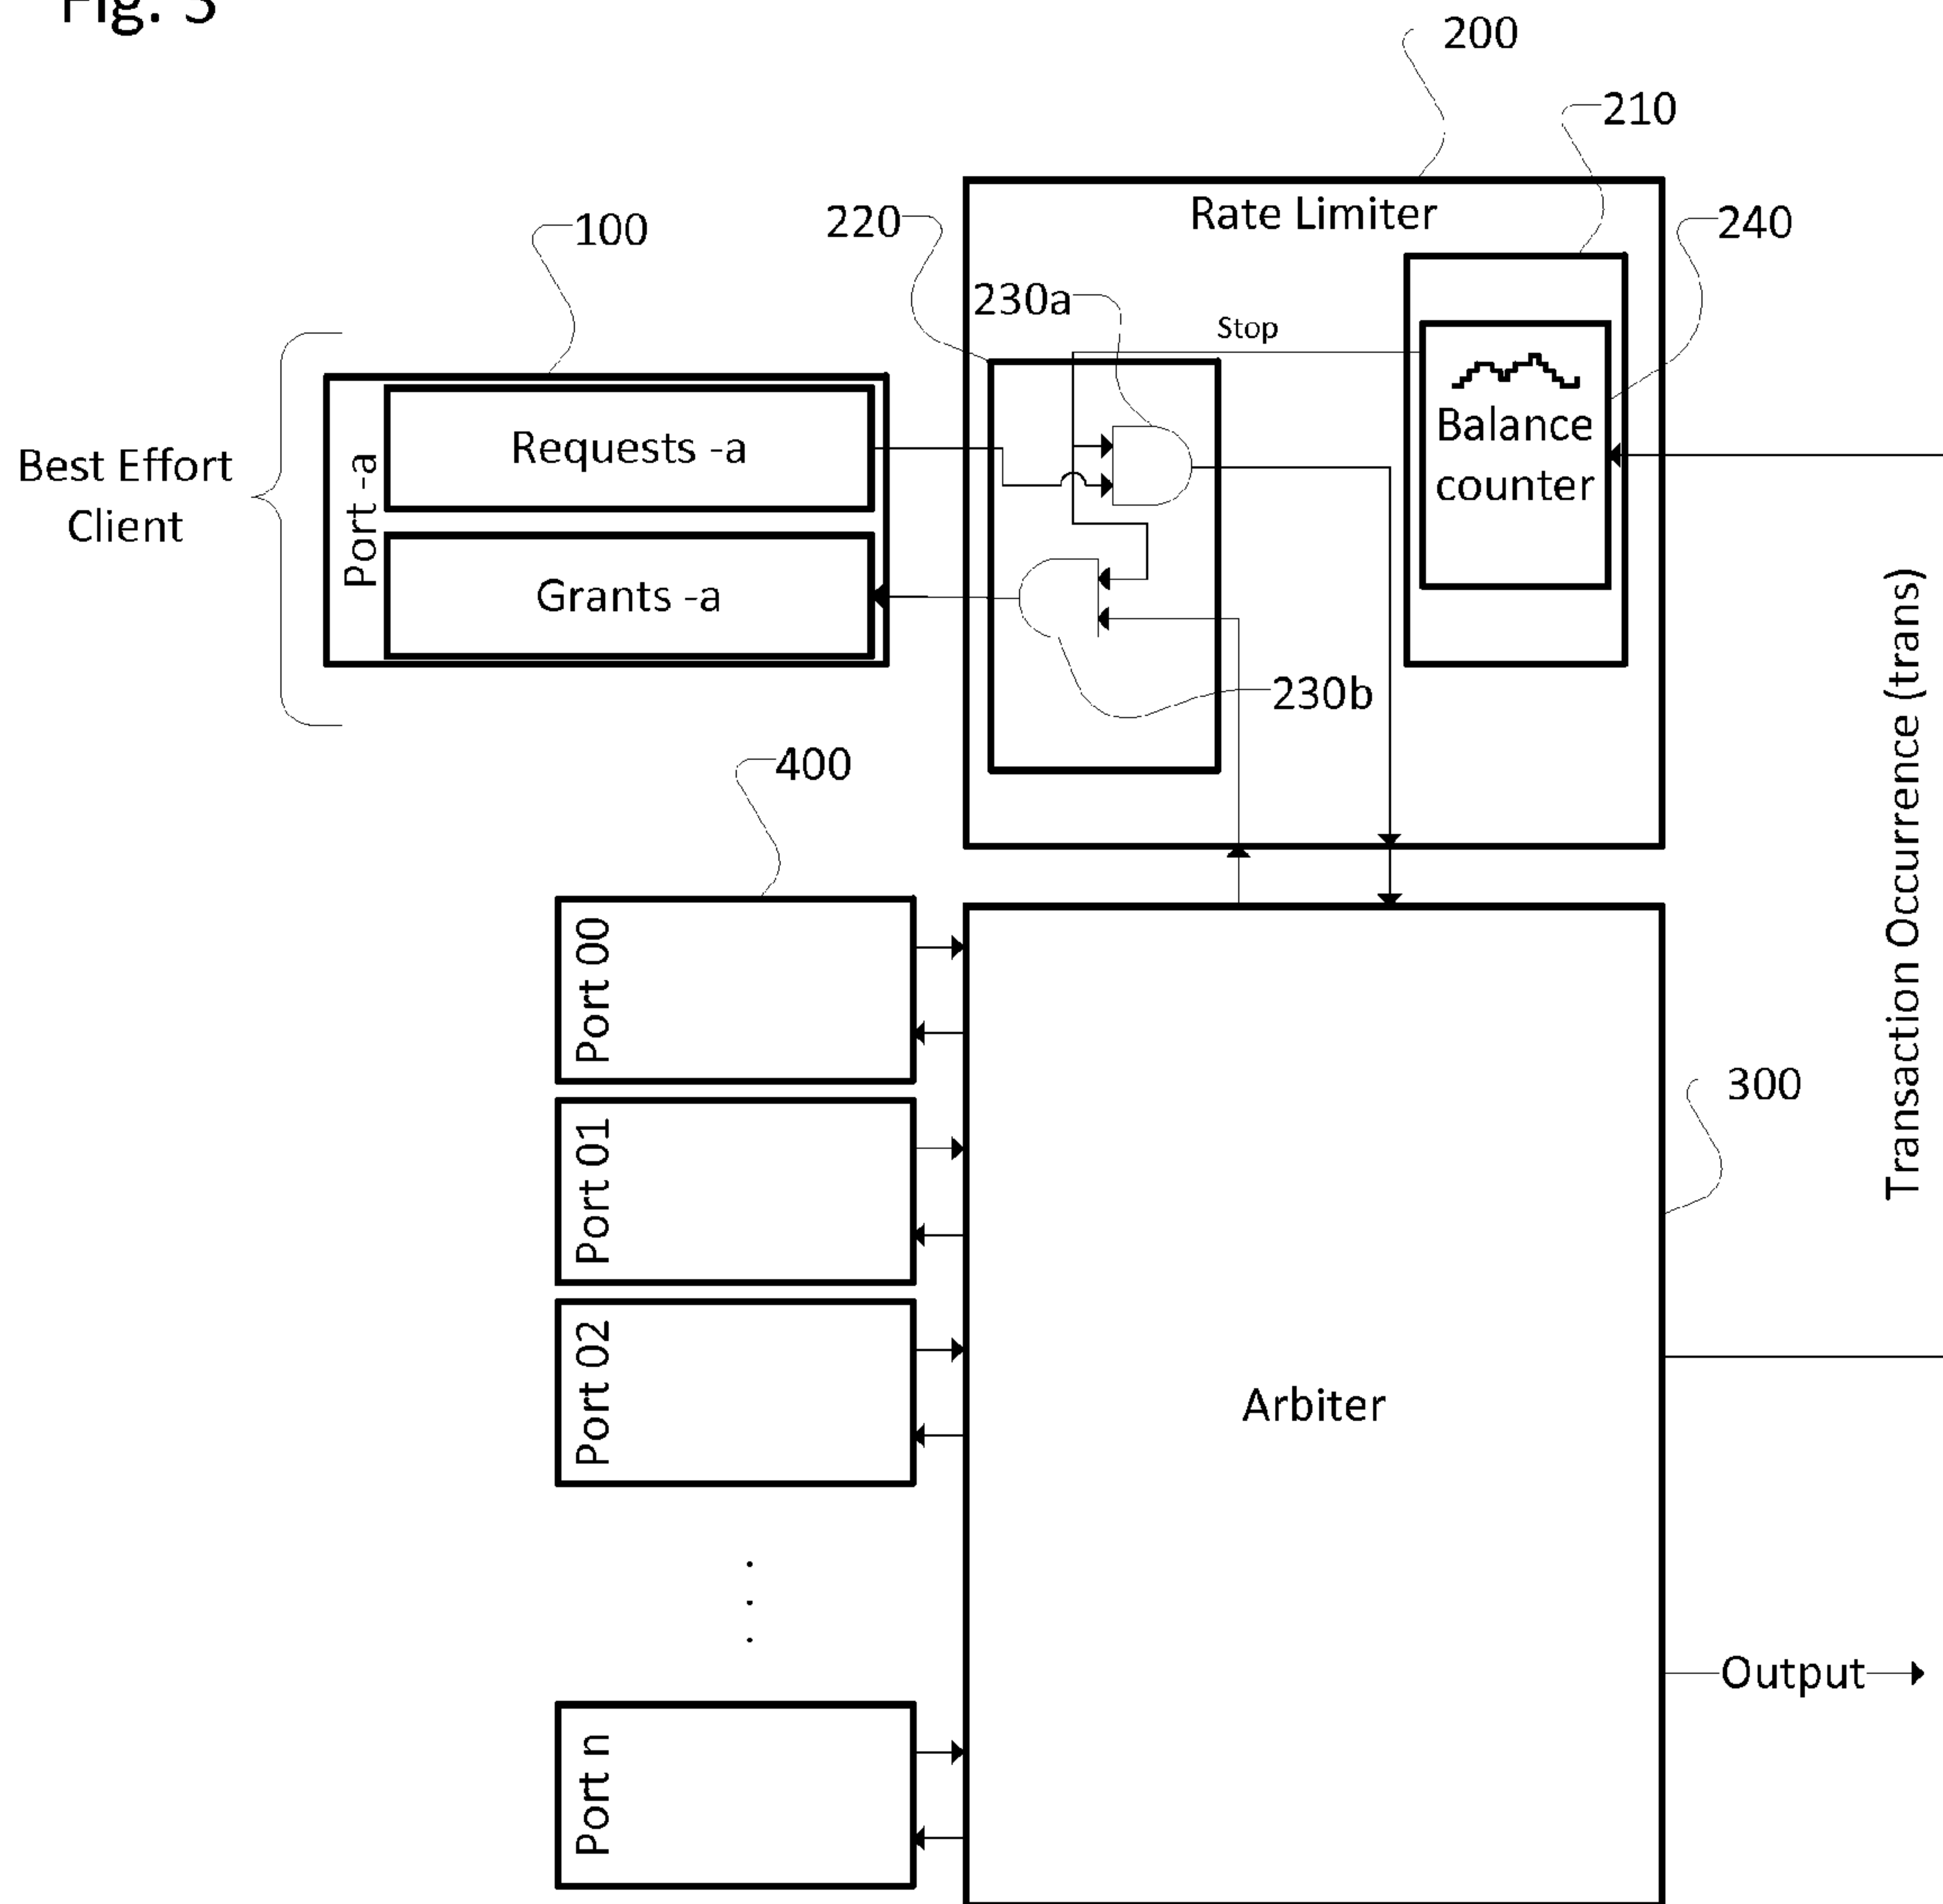 Fig. 3
200
210
Rate Limiter
220
240
100
230a
Stop
Balance
counter
Requests -a
Best Effort
Client
Port -a
Grants -a
230b
Transaction Occurrence (trans)
400
Port 00
300
Port 01
Port 02
Arbiter
Output
Port n